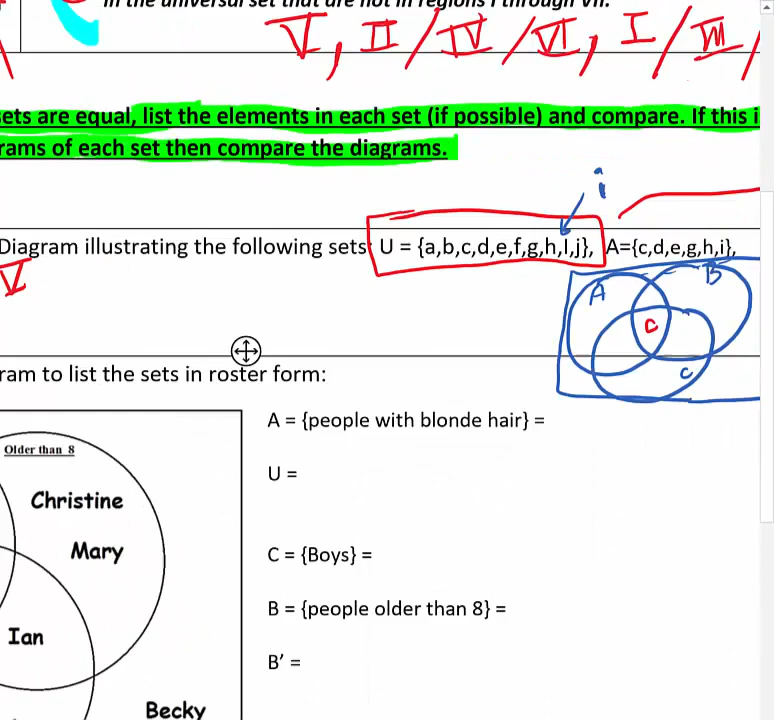 in the universal set that are not in regions I through VII.
V, II/IV/VI, I/III/
sets are equal, list the elements in each set (if possible) and compare. If this i
rams of each set then compare the diagrams.
i
Diagram illustrating the following sets: U = {a,b,c,d,e,f,g,h,I,j}, A={c,d,e,g,h,i},
V
A B
c
C
ram to list the sets in roster form:
A = {people with blonde hair} =
Older than 8
U =
Christine
Mary
C = {Boys} =
B = {people older than 8} =
Ian
B′ =
Becky